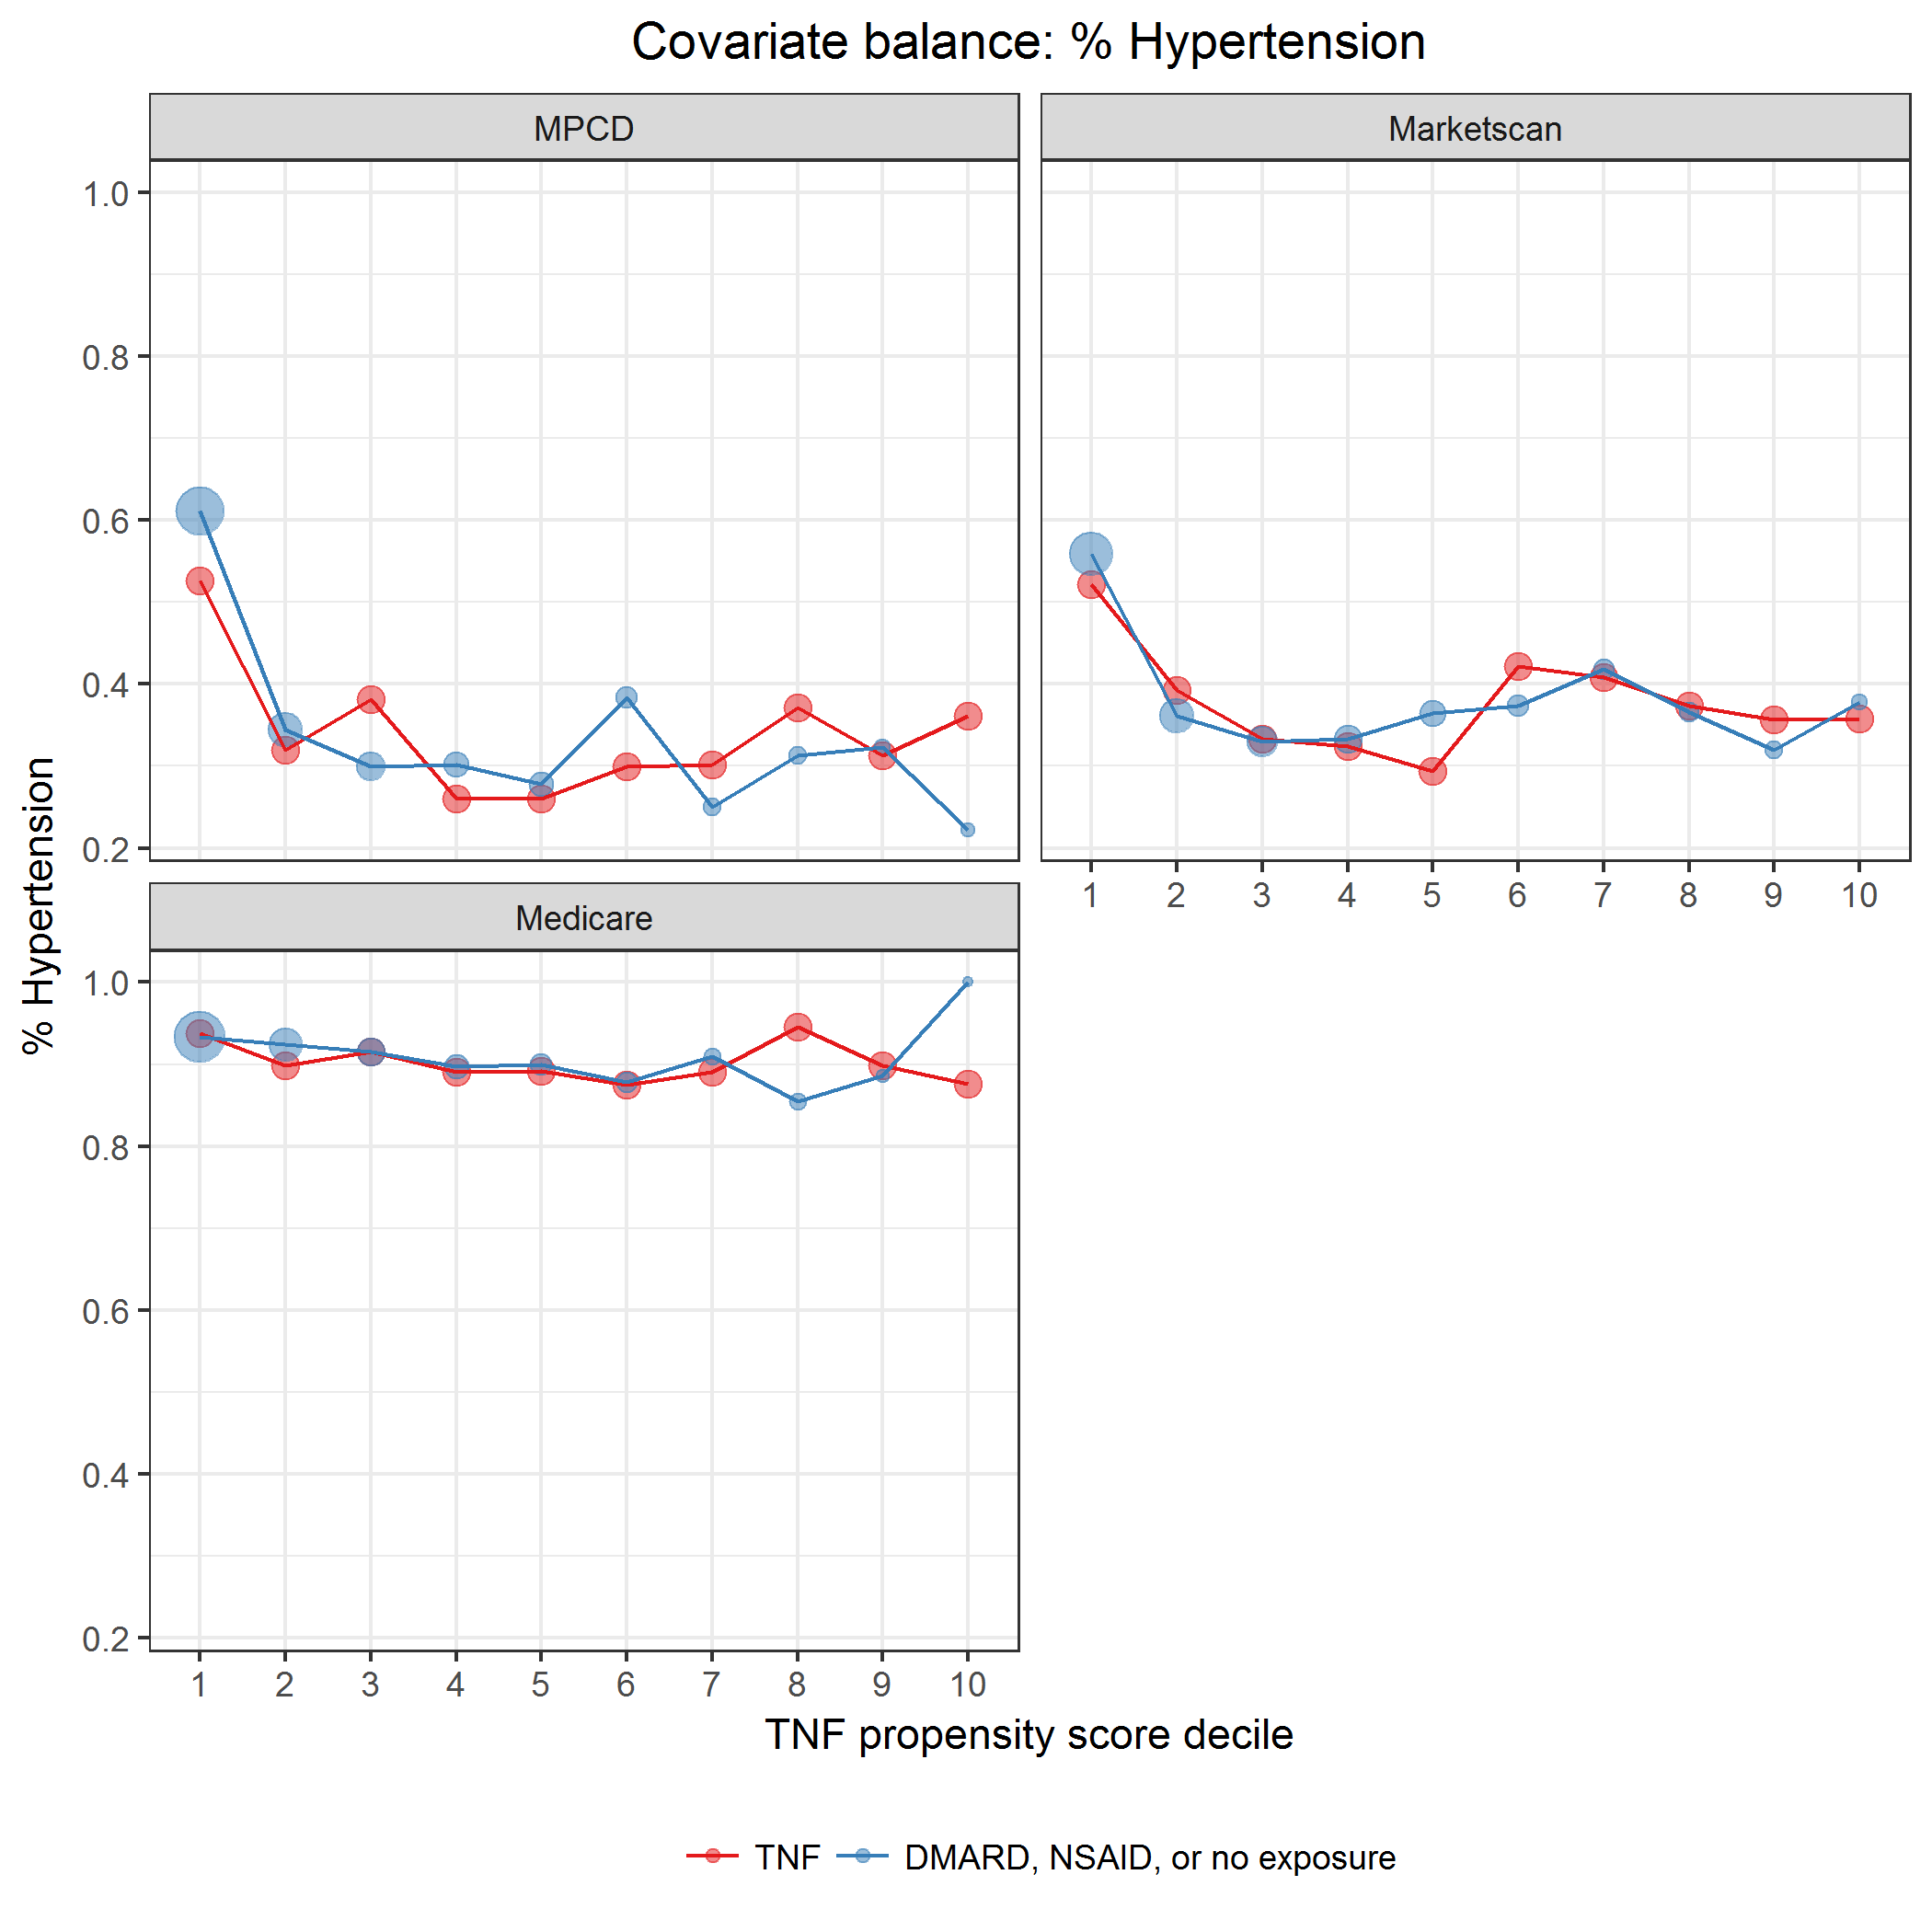 Covariate balance: % Hypertension
MPCD
Marketscan
1.0
0.8
0.6
0.4
0.2
1 2 3 4 5 6 7 8 9 10
% Hypertension
Medicare
1.0
0.8
0.6
0.4
0.2
1 2 3 4 5 6 7 8 9 10
TNF propensity score decile
TNF DMARD, NSAID, or no exposure